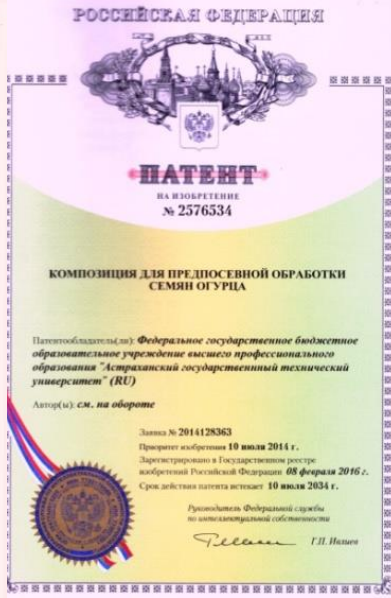 РОССИЙСКАЯ ФЕДЕРАЦИЯ
ПАТЕНТ
НА ИЗОБРЕТЕНИЕ
№ 2576534
КОМПОЗИЦИЯ ДЛЯ ПРЕДПОСЕВНОЙ ОБРАБОТКИ
СЕМЯН ОГУРЦА
Патентообладатель(ли): Федеральное государственное бюджетное
образовательное учреждение высшего профессионального
образования "Астраханский государственнный технический
университет" (RU)
Автор(ы): см. на обороте
Заявка № 2014128363
Приоритет изобретения 10 июля 2014 г.
Зарегистрировано в Государственном реестре
изобретений Российской Федерации 08 февраля 2016 г.
Срок действия патента истекает 10 июля 2034 г.
Руководитель Федеральной службы
по интеллектуальной собственности
Г.П. Ивлиев